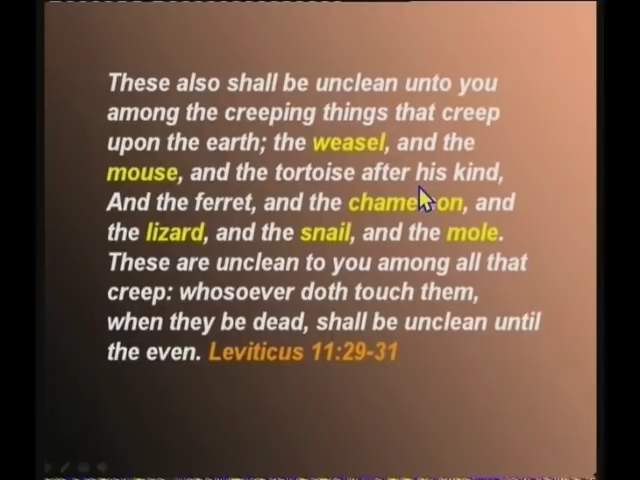 These also shall be unclean unto you
among the creeping things that creep
upon the earth; the weasel, and the
mouse, and the tortoise after his kind,
And the ferret, and the chameleon, and
the lizard, and the snail, and the mole.
These are unclean to you among all that
creep: whosoever doth touch them,
when they be dead, shall be unclean until
the even. Leviticus 11:29-31